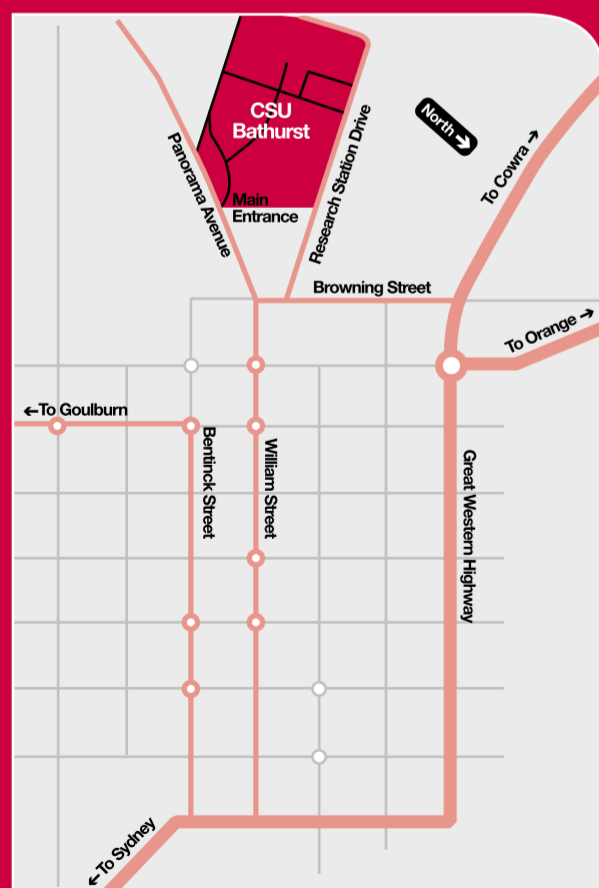 CSU
Bathurst
North →
Panorama Avenue
Research Station Drive
To Cowra →
Main
Entrance
Browning Street
To Orange →
←To Goulburn
Bentinck Street
William Street
Great Western Highway
←To Sydney